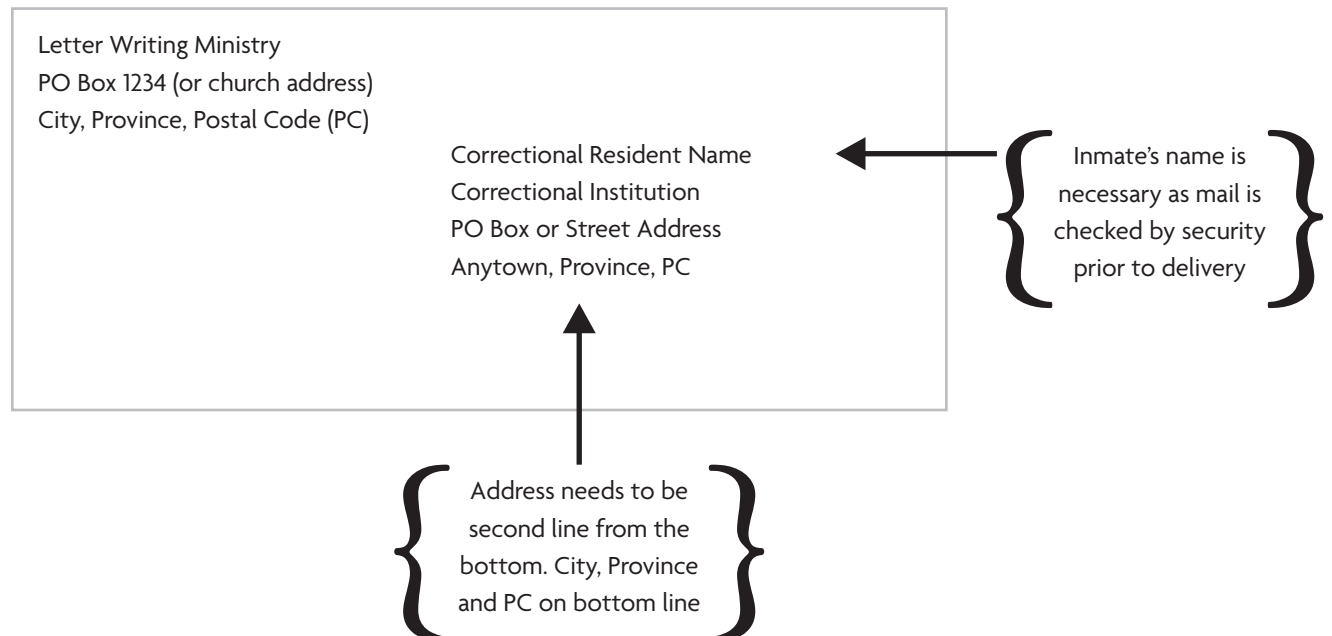 Letter Writing Ministry
PO Box 1234 (or church address)
City, Province, Postal Code (PC)
Correctional Resident Name
Correctional Institution
PO Box or Street Address
Anytown, Province, PC
Inmate’s name is
necessary as mail is
checked by security
prior to delivery
Address needs to be
second line from the
bottom. City, Province
and PC on bottom line